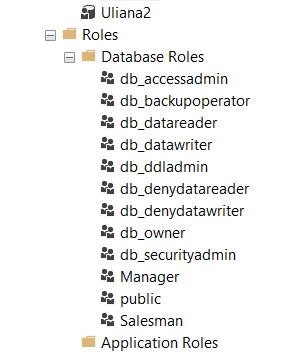 Uliana2
Roles
Database Roles
db_accessadmin
db_backupoperator
db_datareader
db_datawriter
db_ddladmin
db_denydatareader
db_denydatawriter
db_owner
db_securityadmin
Manager
public
Salesman
Application Roles